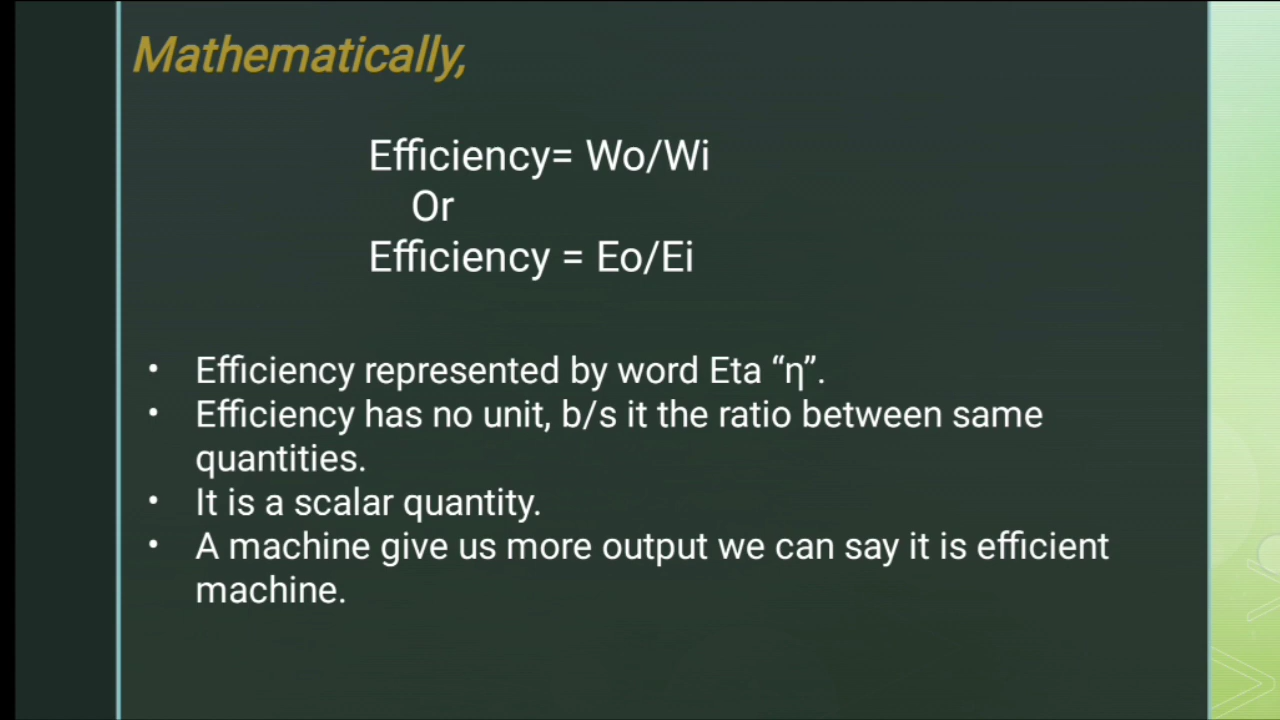 Mathematically,
Efficiency= Wo/Wi
Or
Efficiency = Eo/Ei
• Efficiency represented by word Eta “η”.
• Efficiency has no unit, b/s it the ratio between same
quantities.
• It is a scalar quantity.
• A machine give us more output we can say it is efficient
machine.